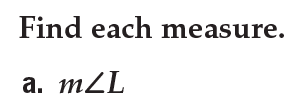 Find each measure.
a. m∠L